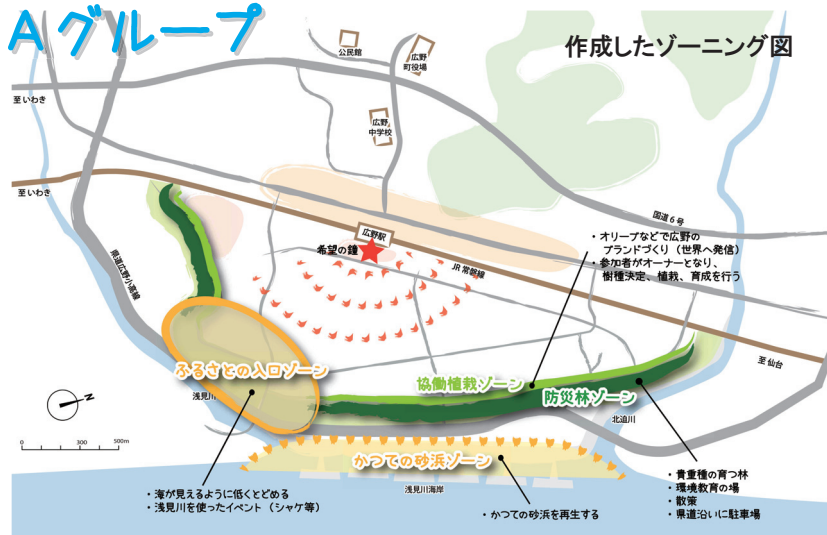 Aグループ
作成したゾーニング図
公民館
広野
町役場
広野
中学校
至いわき
至いわき
国道6号
広野駅
希望の鐘
JR常磐線
県道広野小高線
・オリーブなどで広野の
ブランドづくり（世界へ発信）
・参加者がオーナーとなり、
樹種決定、植栽、育成を行う
至仙台
ふるさとの入口ゾーン
協働植栽ゾーン
防災林ゾーン
浅見川
北迫川
N
0 300 500m
かつての砂浜ゾーン
浅見川海岸
・海が見えるように低くとどめる
・浅見川を使ったイベント（シャケ等）
・かつての砂浜を再生する
・貴重種の育つ林
・環境教育の場
・散策
・県道沿いに駐車場